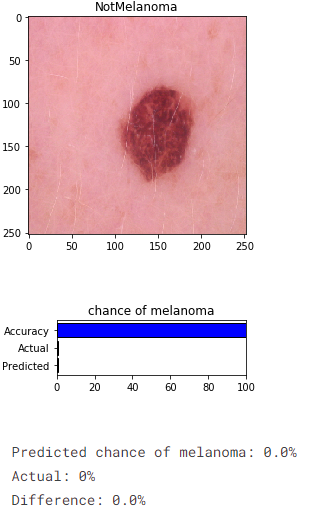 NotMelanoma
0
50
100
150
200
250
0 50 100 150 200 250
chance of melanoma
Accuracy
Actual
Predicted
0 20 40 60 80 100
Predicted chance of melanoma: 0.0%
Actual: 0%
Difference: 0.0%